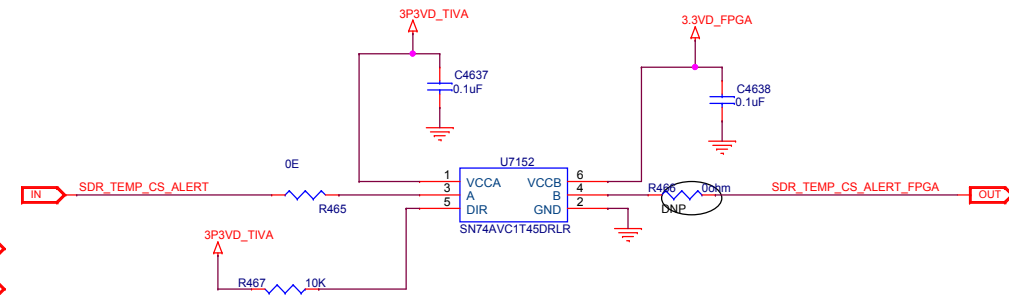 3P3VD_TIVA
3.3VD_FPGA
C4637
0.1uF
C4638
0.1uF
0E
U7152
IN
SDR_TEMP_CS_ALERT
R465
1 VCCA VCCB 6
3 A B 4
5 DIR GND 2
SN74AVC1T45DRLR
R466 0ohm
DNP
SDR_TEMP_CS_ALERT_FPGA
OUT
3P3VD_TIVA
R467 10K